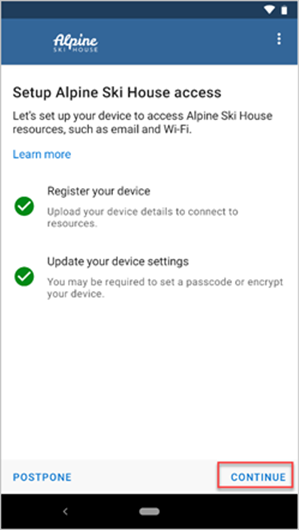 Alpine
SKI HOUSE
Setup Alpine Ski House access
Let's set up your device to access Alpine Ski House
resources, such as email and Wi-Fi.
Learn more
Register your device
Upload your device details to connect to
resources.
Update your device settings
You may be required to set a passcode or encrypt
your device.
POSTPONE
CONTINUE